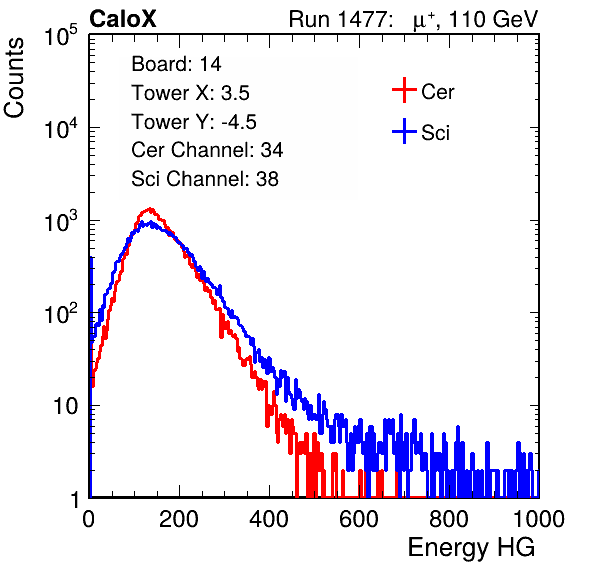 CaloX Run 1477: μ⁺, 110 GeV
Counts
10⁵
10⁴
10³
10²
10
1
Board: 14
Tower X: 3.5
Tower Y: -4.5
Cer Channel: 34
Sci Channel: 38
Cer
Sci
0 200 400 600 800 1000
Energy HG